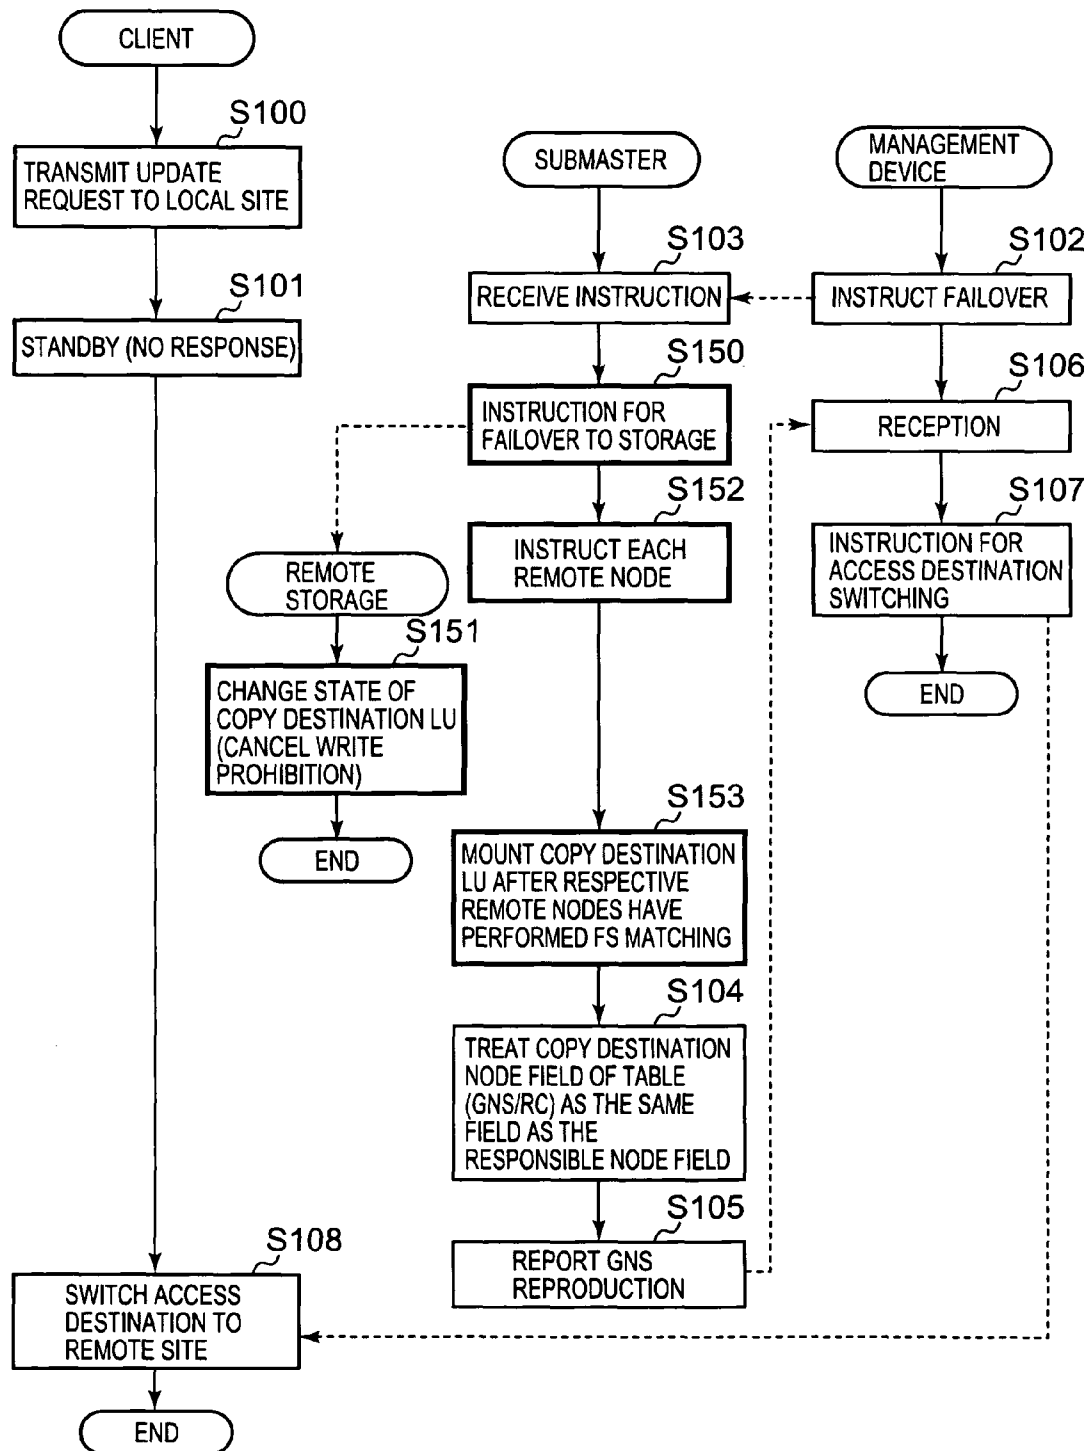 CLIENT
S100
TRANSMIT UPDATE
REQUEST TO LOCAL SITE
S101
STANDBY (NO RESPONSE)
SUBMASTER
S103
RECEIVE INSTRUCTION
S150
INSTRUCTION FOR
FAILOVER TO STORAGE
S152
INSTRUCT EACH
REMOTE NODE
MANAGEMENT
DEVICE
S102
INSTRUCT FAILOVER
S106
RECEPTION
S107
INSTRUCTION FOR
ACCESS DESTINATION
SWITCHING
END
REMOTE
STORAGE
S151
CHANGE STATE OF
COPY DESTINATION LU
(CANCEL WRITE
PROHIBITION)
END
S153
MOUNT COPY DESTINATION
LU AFTER RESPECTIVE
REMOTE NODES HAVE
PERFORMED FS MATCHING
S104
TREAT COPY DESTINATION
NODE FIELD OF TABLE
(GNS/RC) AS THE SAME
FIELD AS THE
RESPONSIBLE NODE FIELD
S105
REPORT GNS
REPRODUCTION
S108
SWITCH ACCESS
DESTINATION TO
REMOTE SITE
END